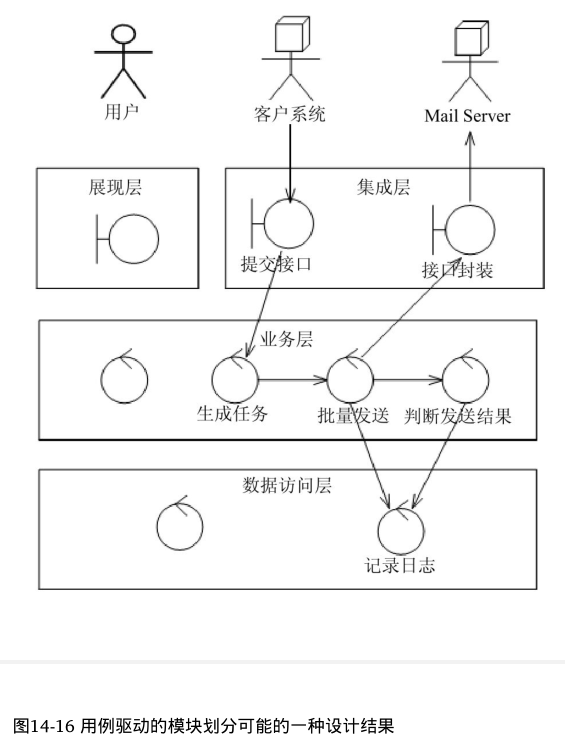 用户
客户系统
Mail Server
展现层
集成层
提交接口
接口封装
业务层
生成任务
批量发送
判断发送结果
数据访问层
记录日志
图14-16 用例驱动的模块划分可能的一种设计结果